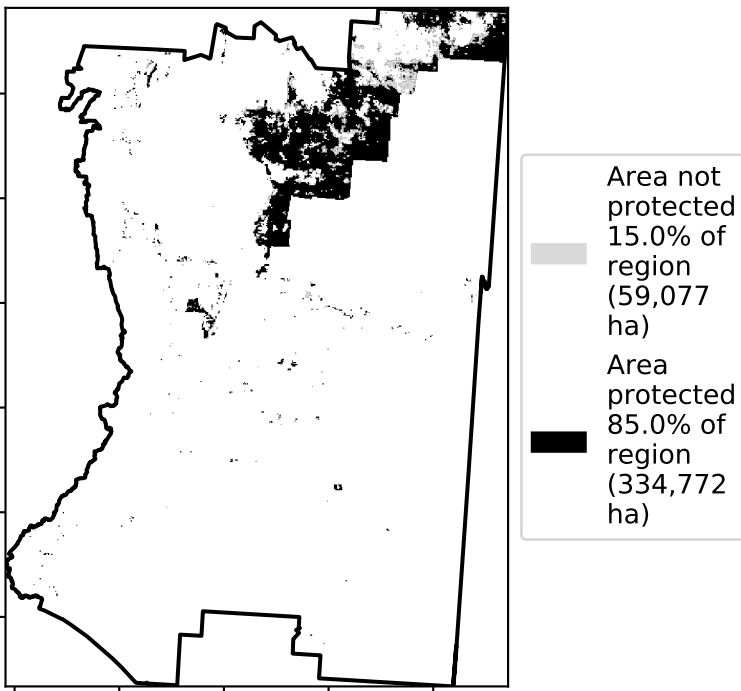 Area not
protected
15.0% of
region
(59,077
ha)
Area
protected
85.0% of
region
(334,772
ha)